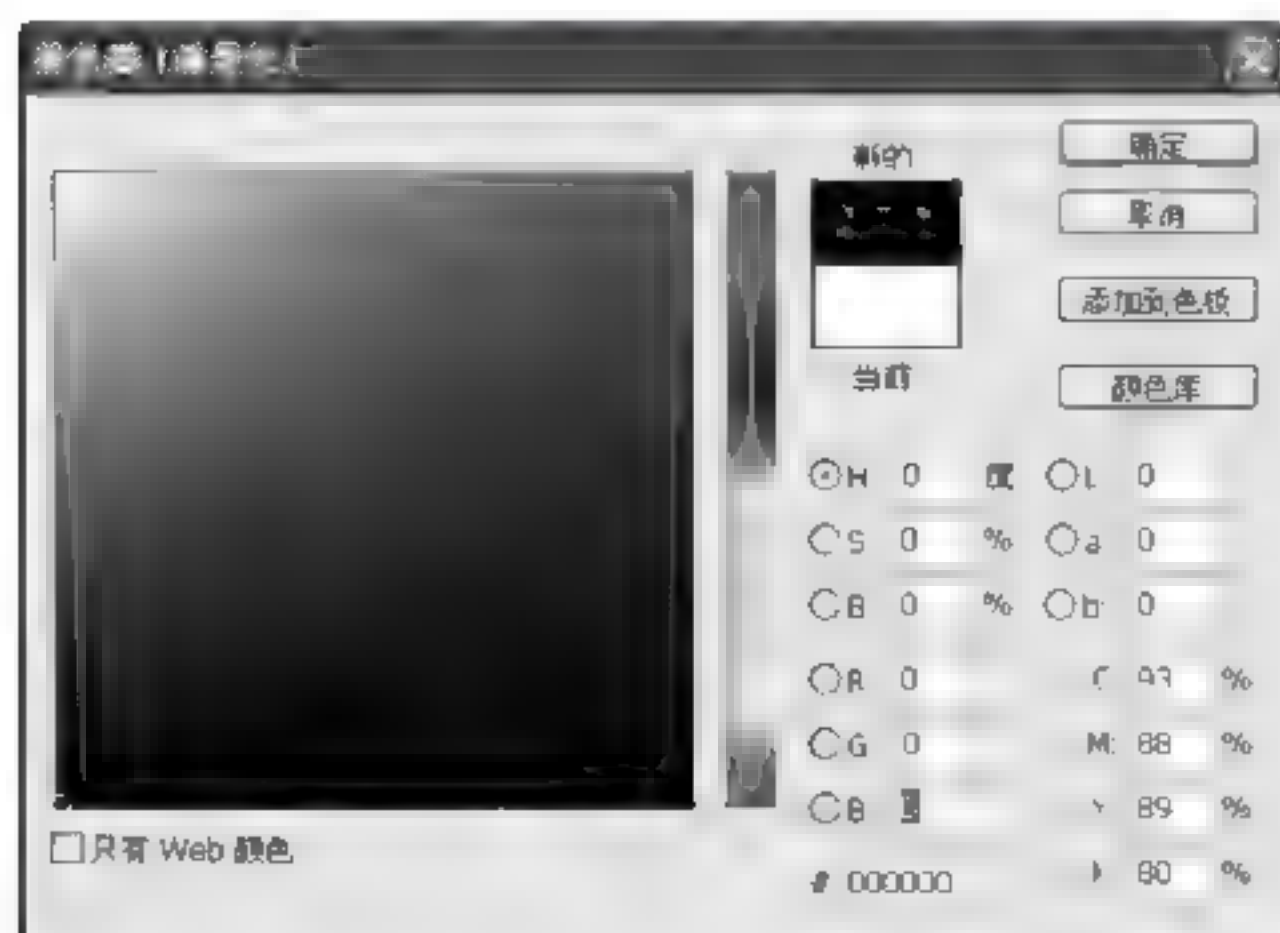 新的
确定
取消
添加到色板
当前
颜色库
H 0 度 L 0
S 0 % a 0
B 0 % b: 0
R 0 C 93 %
G 0 M: 88 %
B 89 %
# 000000 80 %
只有 Web 颜色